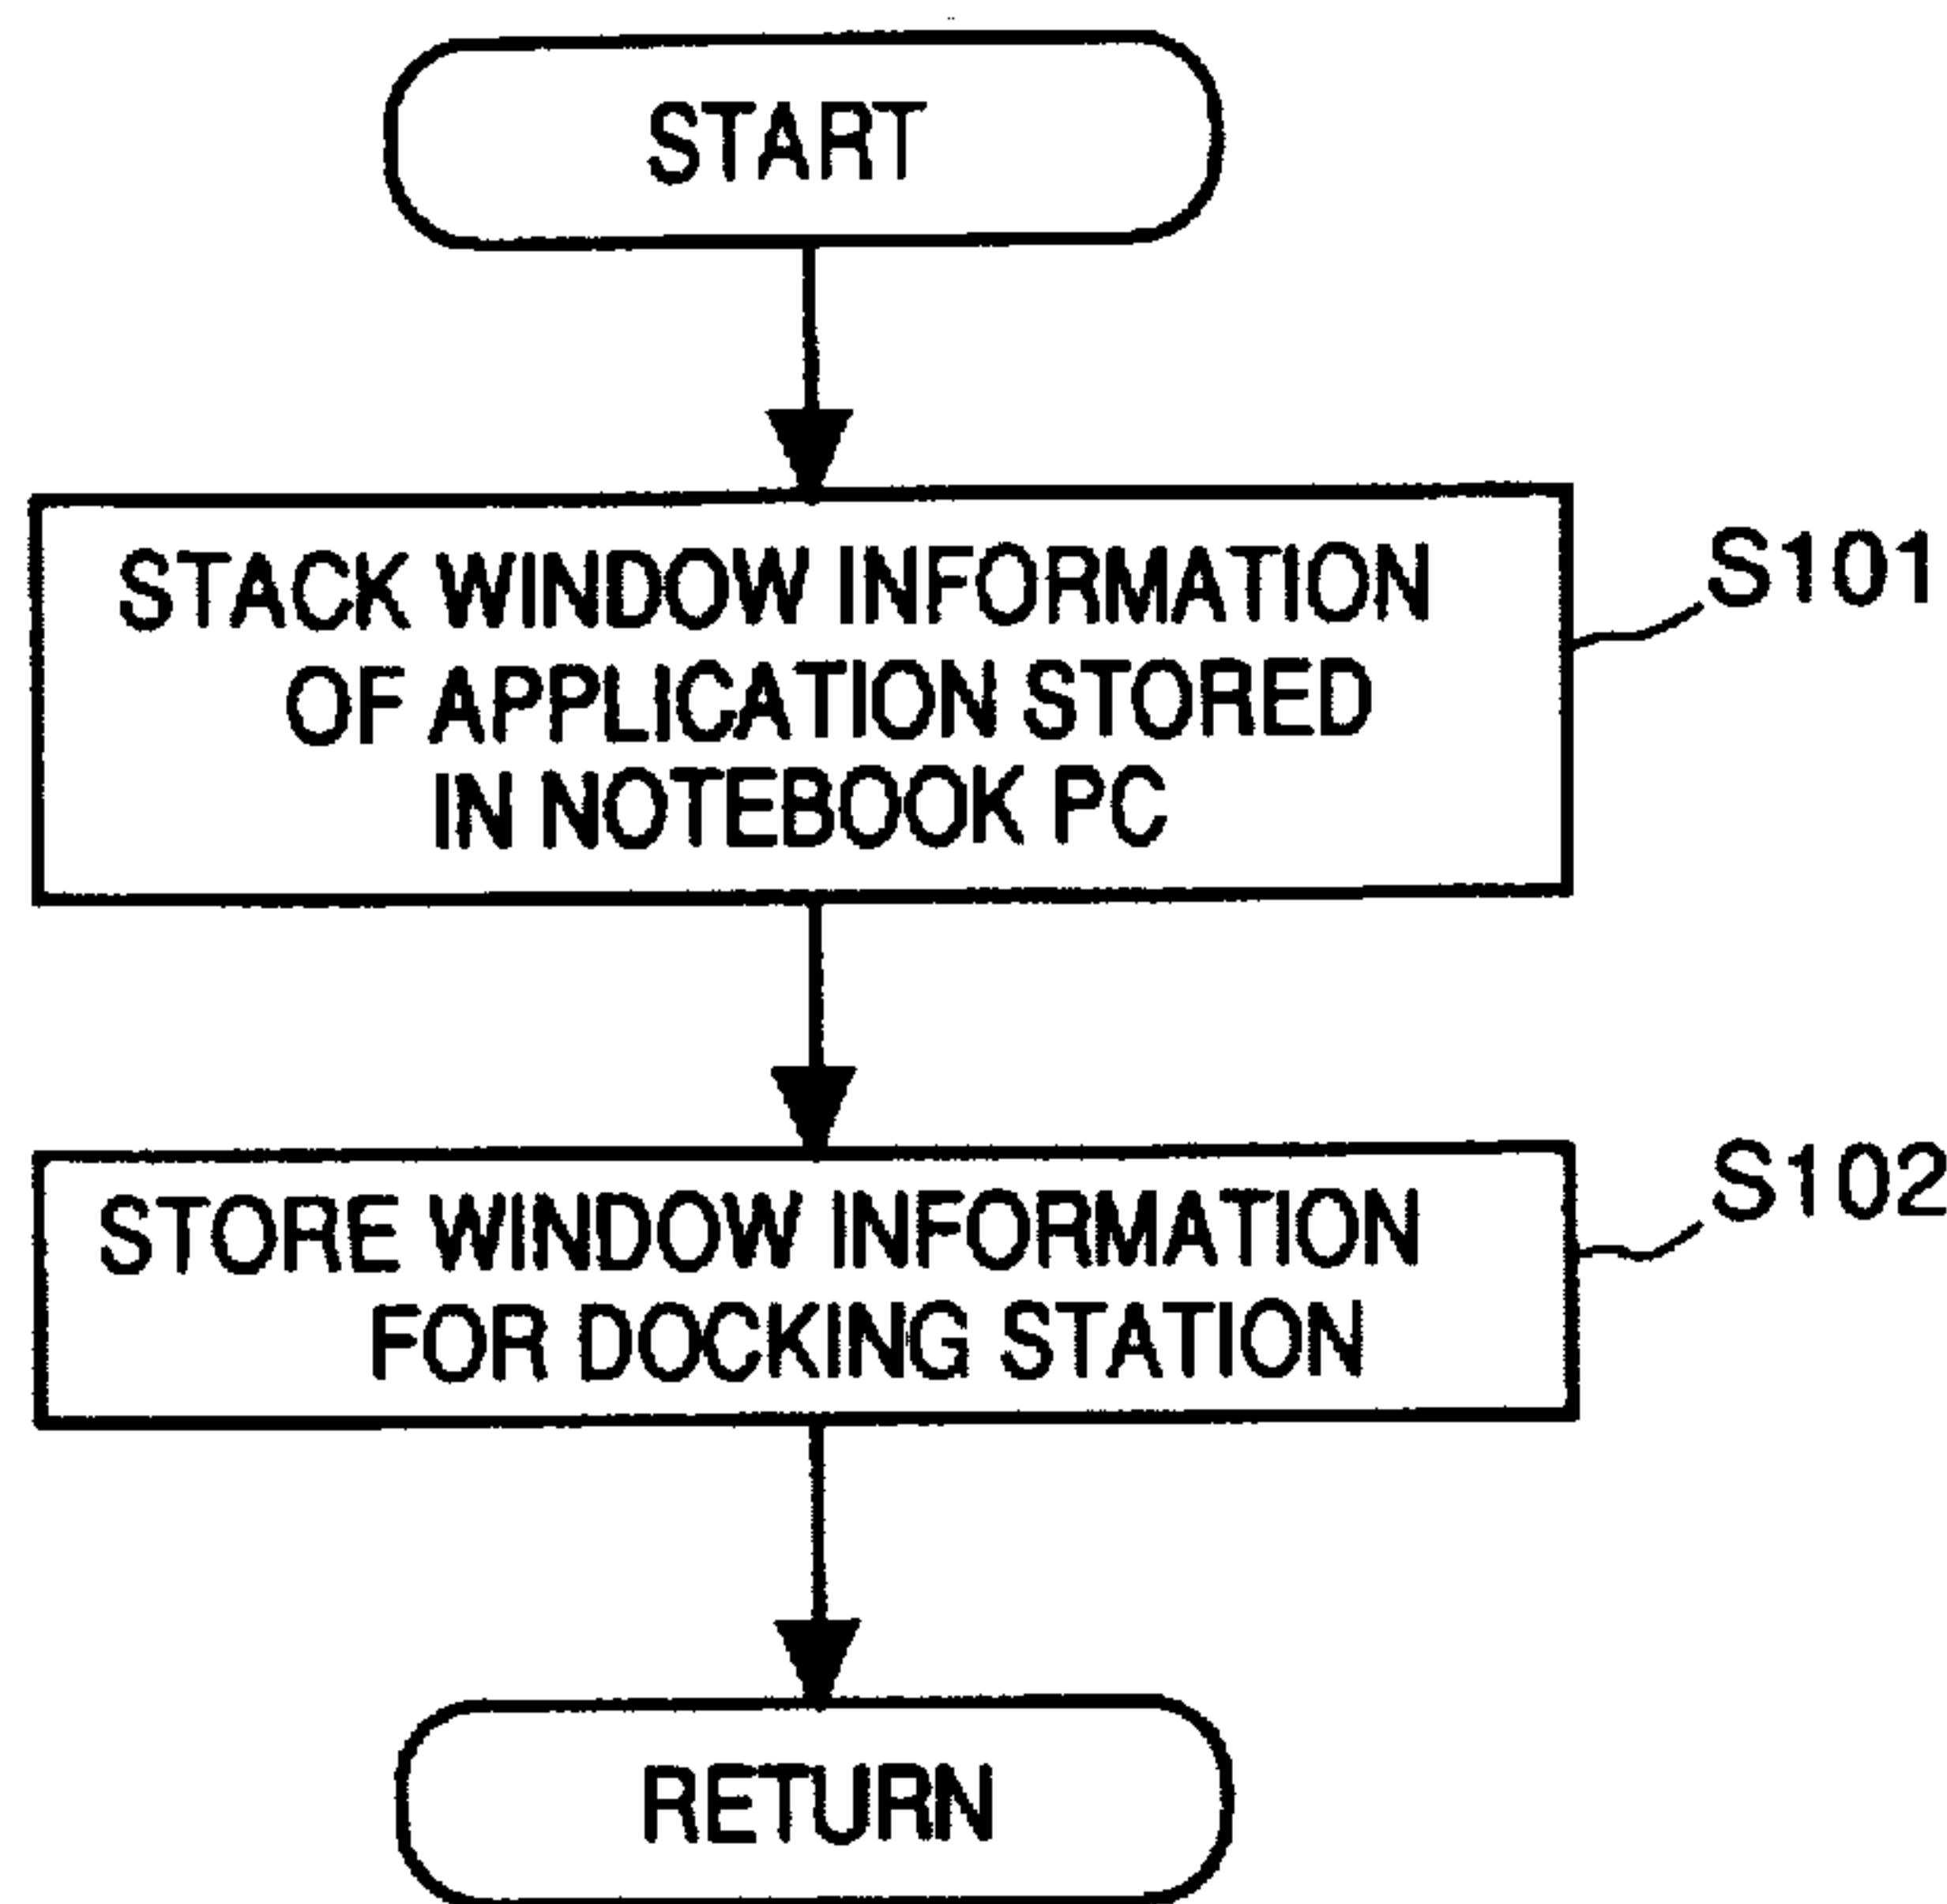 START
STACK WINDOW INFORMATION
OF APPLICATION STORED
IN NOTEBOOK PC
S101
STORE WINDOW INFORMATION
FOR DOCKING STATION
S102
RETURN